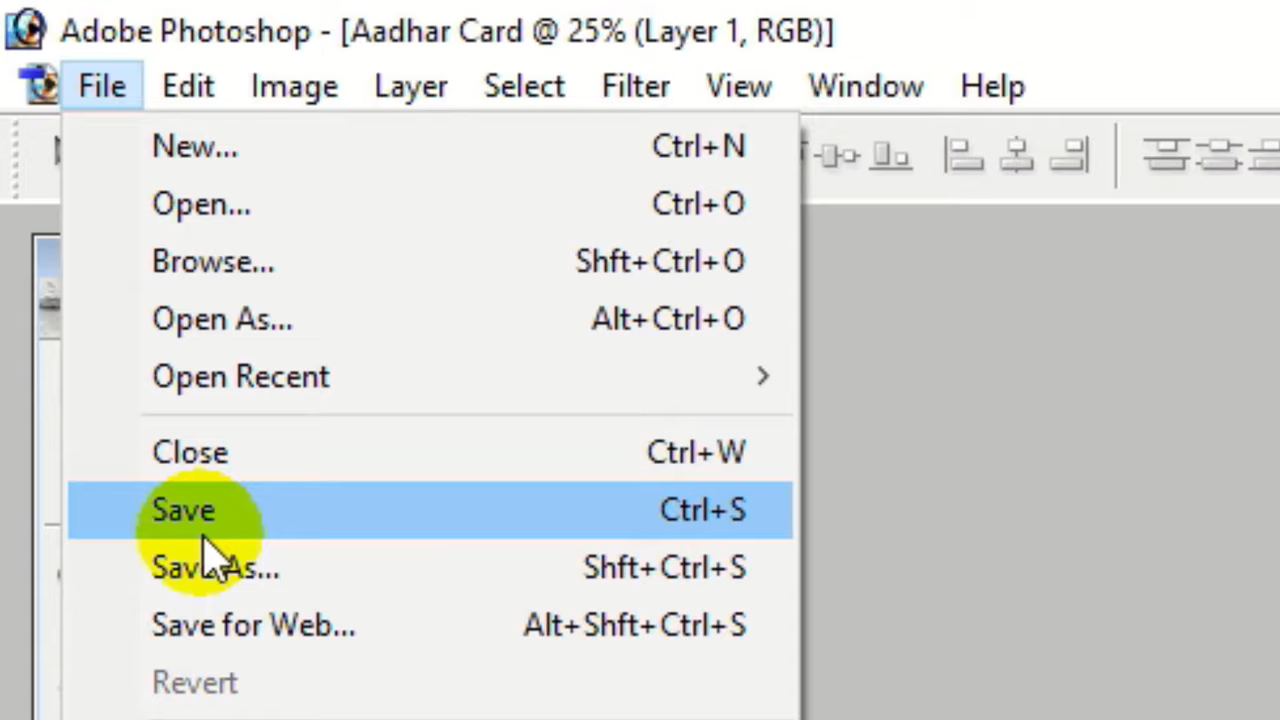 Adobe Photoshop - [Aadhar Card @ 25% (Layer 1, RGB)]
File Edit Image Layer Select Filter View Window Help
New... Ctrl+N
Open... Ctrl+O
Browse... Shft+Ctrl+O
Open As... Alt+Ctrl+O
Open Recent
Close Ctrl+W
Save Ctrl+S
Save As... Shft+Ctrl+S
Save for Web... Alt+Shft+Ctrl+S
Revert